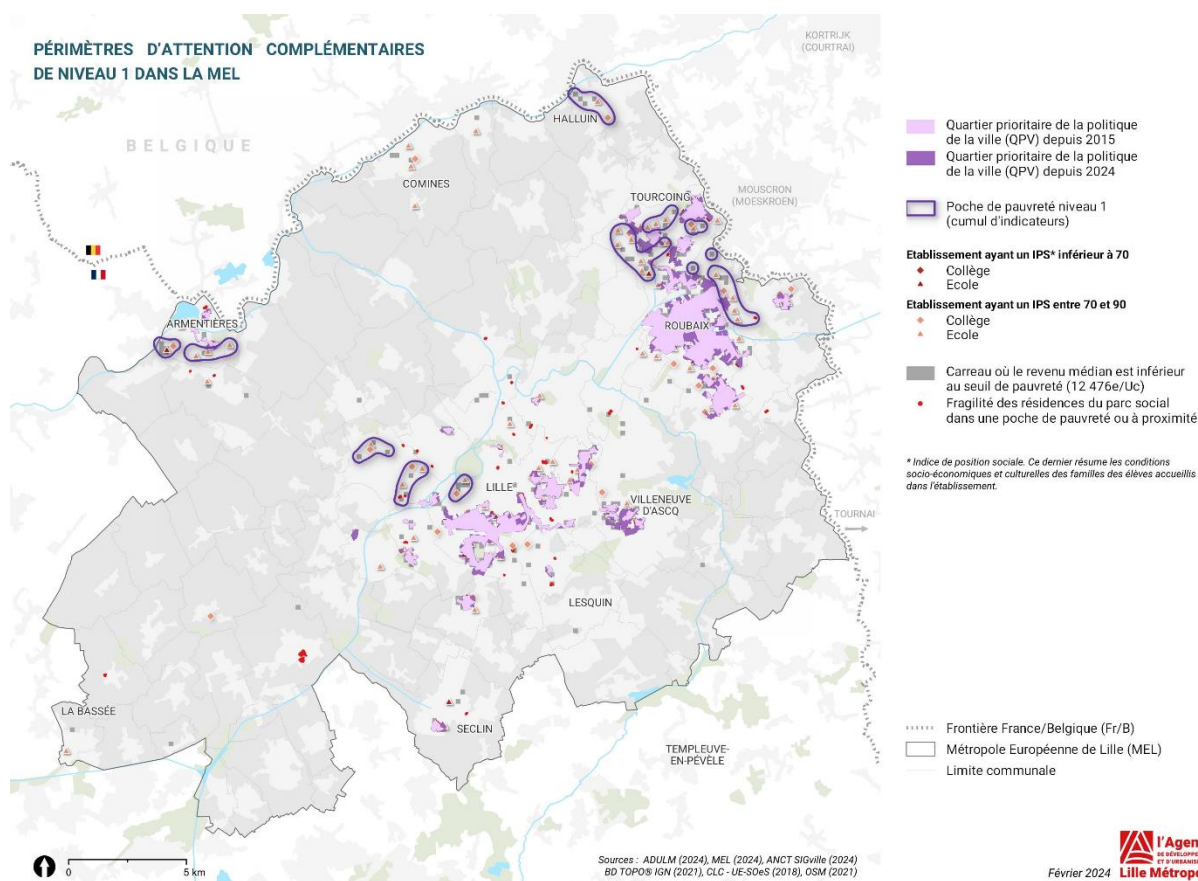 PÉRIMÈTRES D'ATTENTION COMPLÉMENTAIRES
DE NIVEAU 1 DANS LA MEL
KORTRIJK
(COURTRAI)
BELGIQUE
HALLUIN
COMINES
TOURCOING
MOUSCRON
(MOESKROEN)
ARMENTIÈRES
ROUBAIX
LILLE
VILLENEUVE
D'ASCQ
TOURNAI
LESQUIN
LA BASSÉE
SECLIN
TEMPLEUVE-
EN-PÉVÈLE
0 5 km
Sources : ADULM (2024), MEL (2024), ANCT SIGville (2024)
BD TOPO® IGN (2021), CLC - UE-SOeS (2018), OSM (2021)
Quartier prioritaire de la politique
de la ville (QPV) depuis 2015
Quartier prioritaire de la politique
de la ville (QPV) depuis 2024
Poche de pauvreté niveau 1
(cumul d'indicateurs)
Etablissement ayant un IPS* inférieur à 70
Collège
Ecole
Etablissement ayant un IPS entre 70 et 90
Collège
Ecole
Carreau où le revenu médian est inférieur
au seuil de pauvreté (12 476e/Uc)
Fragilité des résidences du parc social
dans une poche de pauvreté ou à proximité
* Indice de position sociale. Ce dernier résume les conditions
socio-économiques et culturelles des familles des élèves accueillis
dans l'établissement.
Frontière France/Belgique (Fr/B)
Métropole Européenne de Lille (MEL)
Limite communale
Février 2024
l'Agen
DE DÉVELOPPE
ET D'URBANISM
Lille Métropo